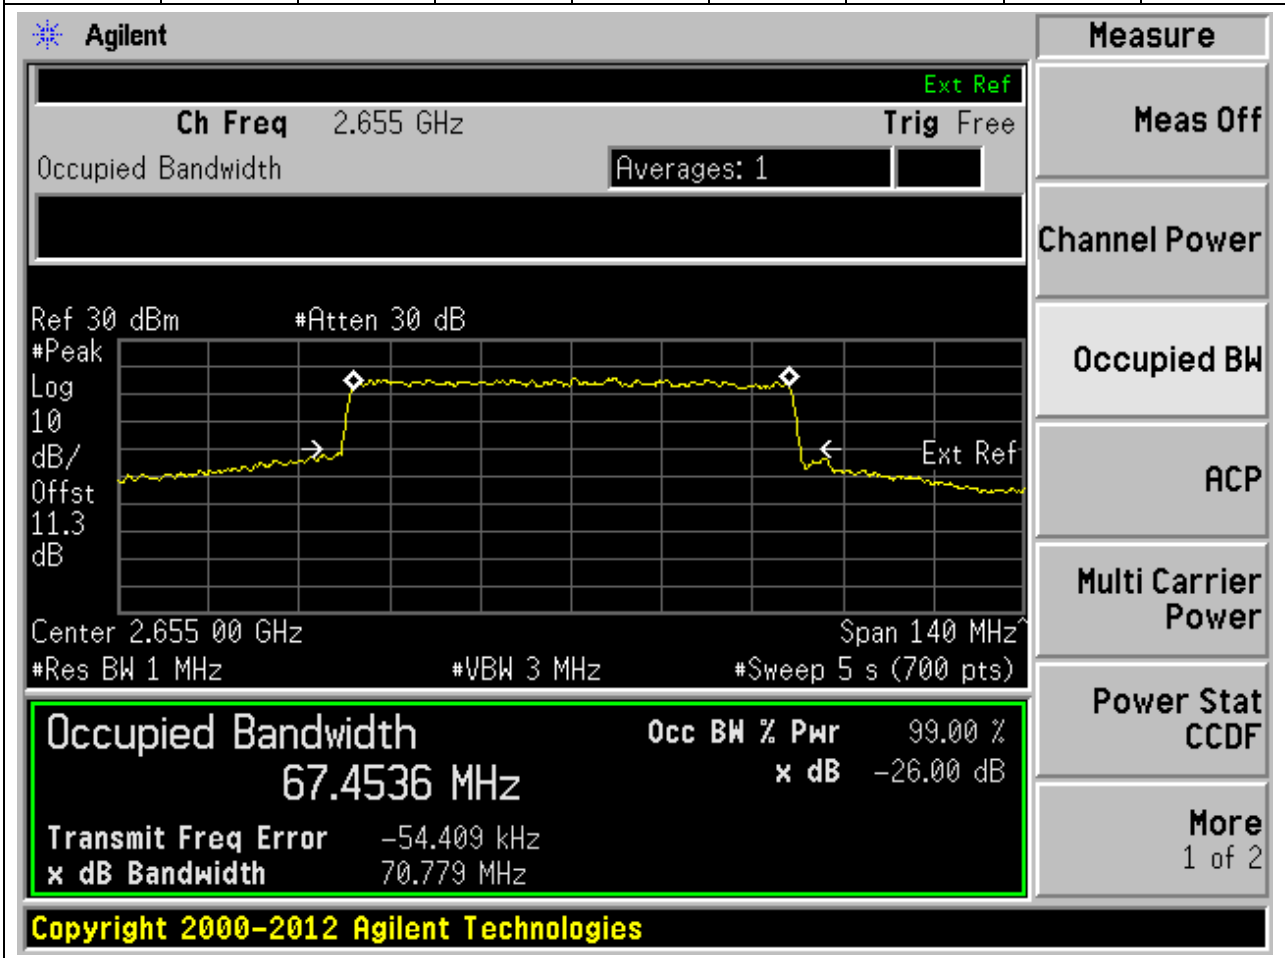 Agilent
Measure
Ext Ref
Ch Freq 2.655 GHz Trig Free
Occupied Bandwidth Averages: 1
Meas Off
Channel Power
Occupied BW
ACP
Multi Carrier
Power
Power Stat
CCDF
More
1 of 2
Ref 30 dBm #Atten 30 dB
#Peak
Log
10
dB/
Offst
11.3
dB
Ext Ref
Center 2.655 00 GHz Span 140 MHz^
#Res BW 1 MHz #VBW 3 MHz #Sweep 5 s (700 pts)
Occupied Bandwidth Occ BW % Pwr 99.00 %
67.4536 MHz x dB -26.00 dB
Transmit Freq Error -54.409 kHz
x dB Bandwidth 70.779 MHz
Copyright 2000-2012 Agilent Technologies